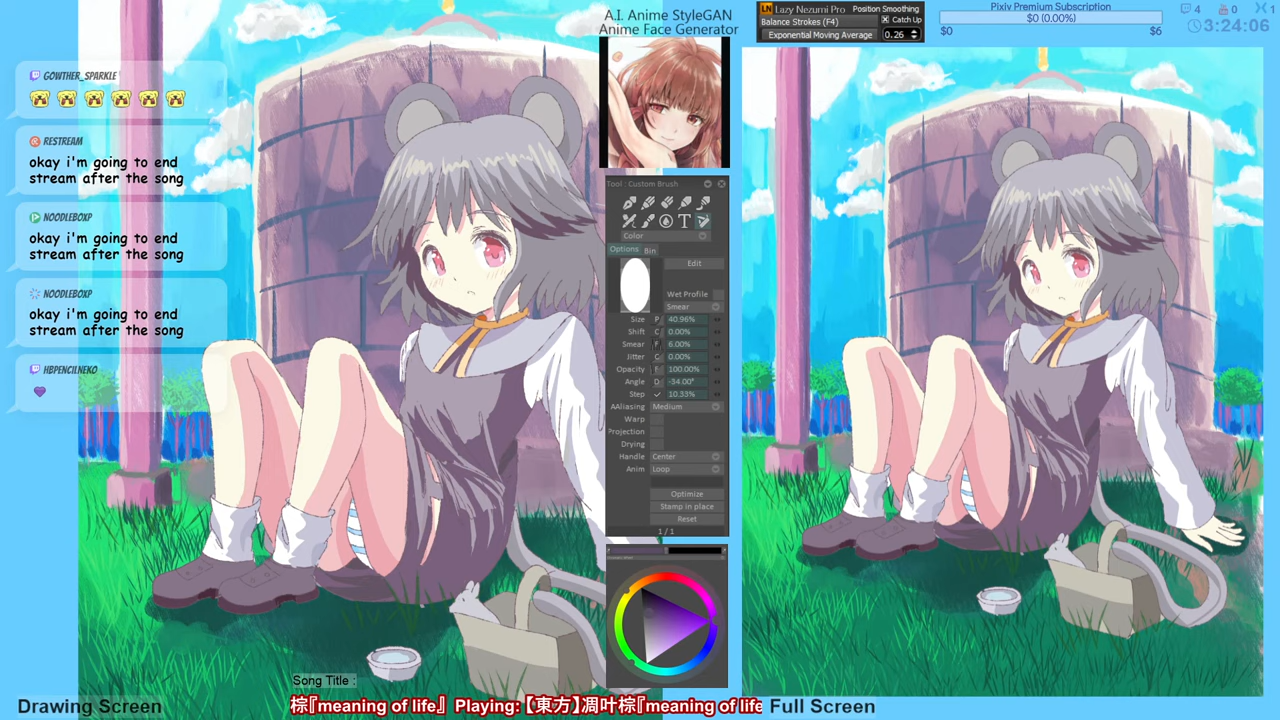 GOWTHER_SPARKLE
RESTREAM
okay i'm going to end
stream after the song
NOODLEBOXP
okay i'm going to end
stream after the song
NOODLEBOXP
okay i'm going to end
stream after the song
HBPENCILNEKO
A.I. Anime StyleGAN
Anime Face Generator
Tool : Custom Brush
T
Color
Options Bin
Edit
Wet Profile
Smear
Size P 40.96%
Shift C 0.00%
Smear F 6.00%
Jitter C 0.00%
Opacity F 100.00%
Angle D -34.00°
Step ✓ 10.33%
AAliasing Medium
Warp
Projection
Drying
Handle Center
Anim Loop
Optimize
Stamp in place
Reset
1 / 1
LN Lazy Nezumi Pro Position Smoothing
Balance Strokes (F4) Catch Up
Exponential Moving Average 0.26
Pixiv Premium Subscription
$0 (0.00%)
$0 $6
4 0 1
3:24:06
Song Title :
棕『meaning of life』 Playing: 【東方】凋叶棕『meaning of life
Drawing Screen
Full Screen